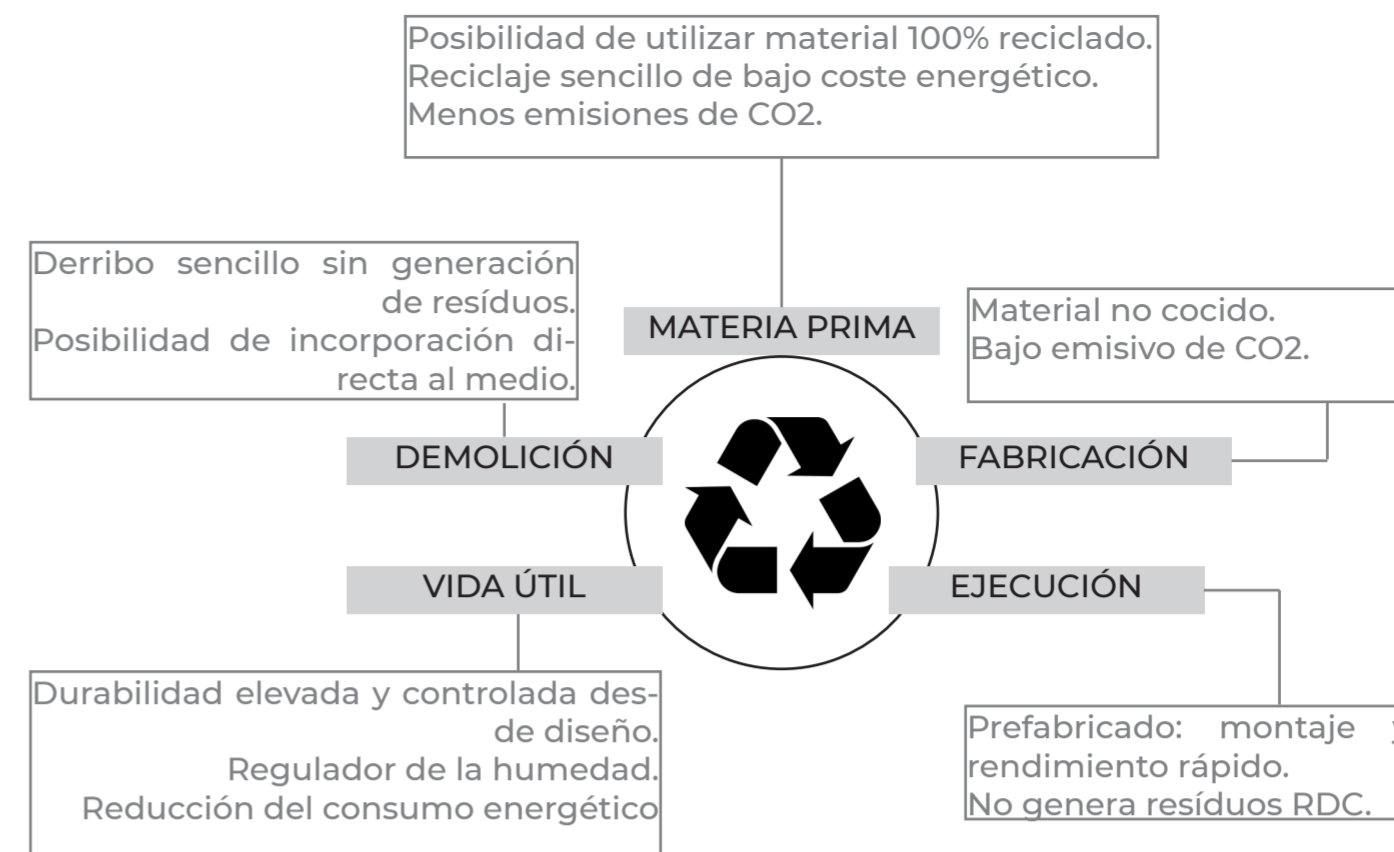 Posibilidad de utilizar material 100% reciclado.
Reciclaje sencillo de bajo coste energético.
Menos emisiones de CO2.
Derribo sencillo sin generación
de resíduos.
Posibilidad de incorporación di-
recta al medio.
MATERIA PRIMA
Material no cocido.
Bajo emisivo de CO2.
DEMOLICIÓN
FABRICACIÓN
VIDA ÚTIL
EJECUCIÓN
Durabilidad elevada y controlada des-
de diseño.
Regulador de la humedad.
Reducción del consumo energético
Prefabricado: montaje y
rendimiento rápido.
No genera resíduos RDC.